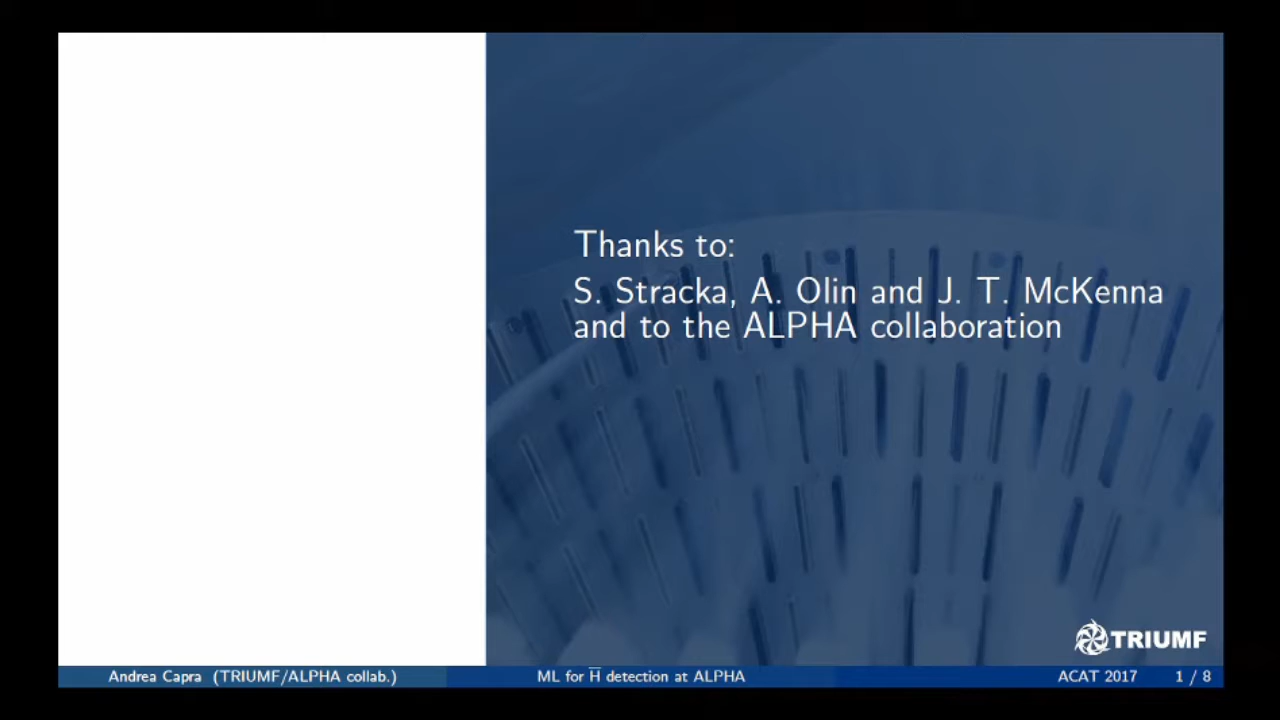 Thanks to:
S. Stracka, A. Olin and J. T. McKenna
and to the ALPHA collaboration
TRIUMF
Andrea Capra (TRIUMF/ALPHA collab.)
ML for H̅ detection at ALPHA
ACAT 2017
1 / 8